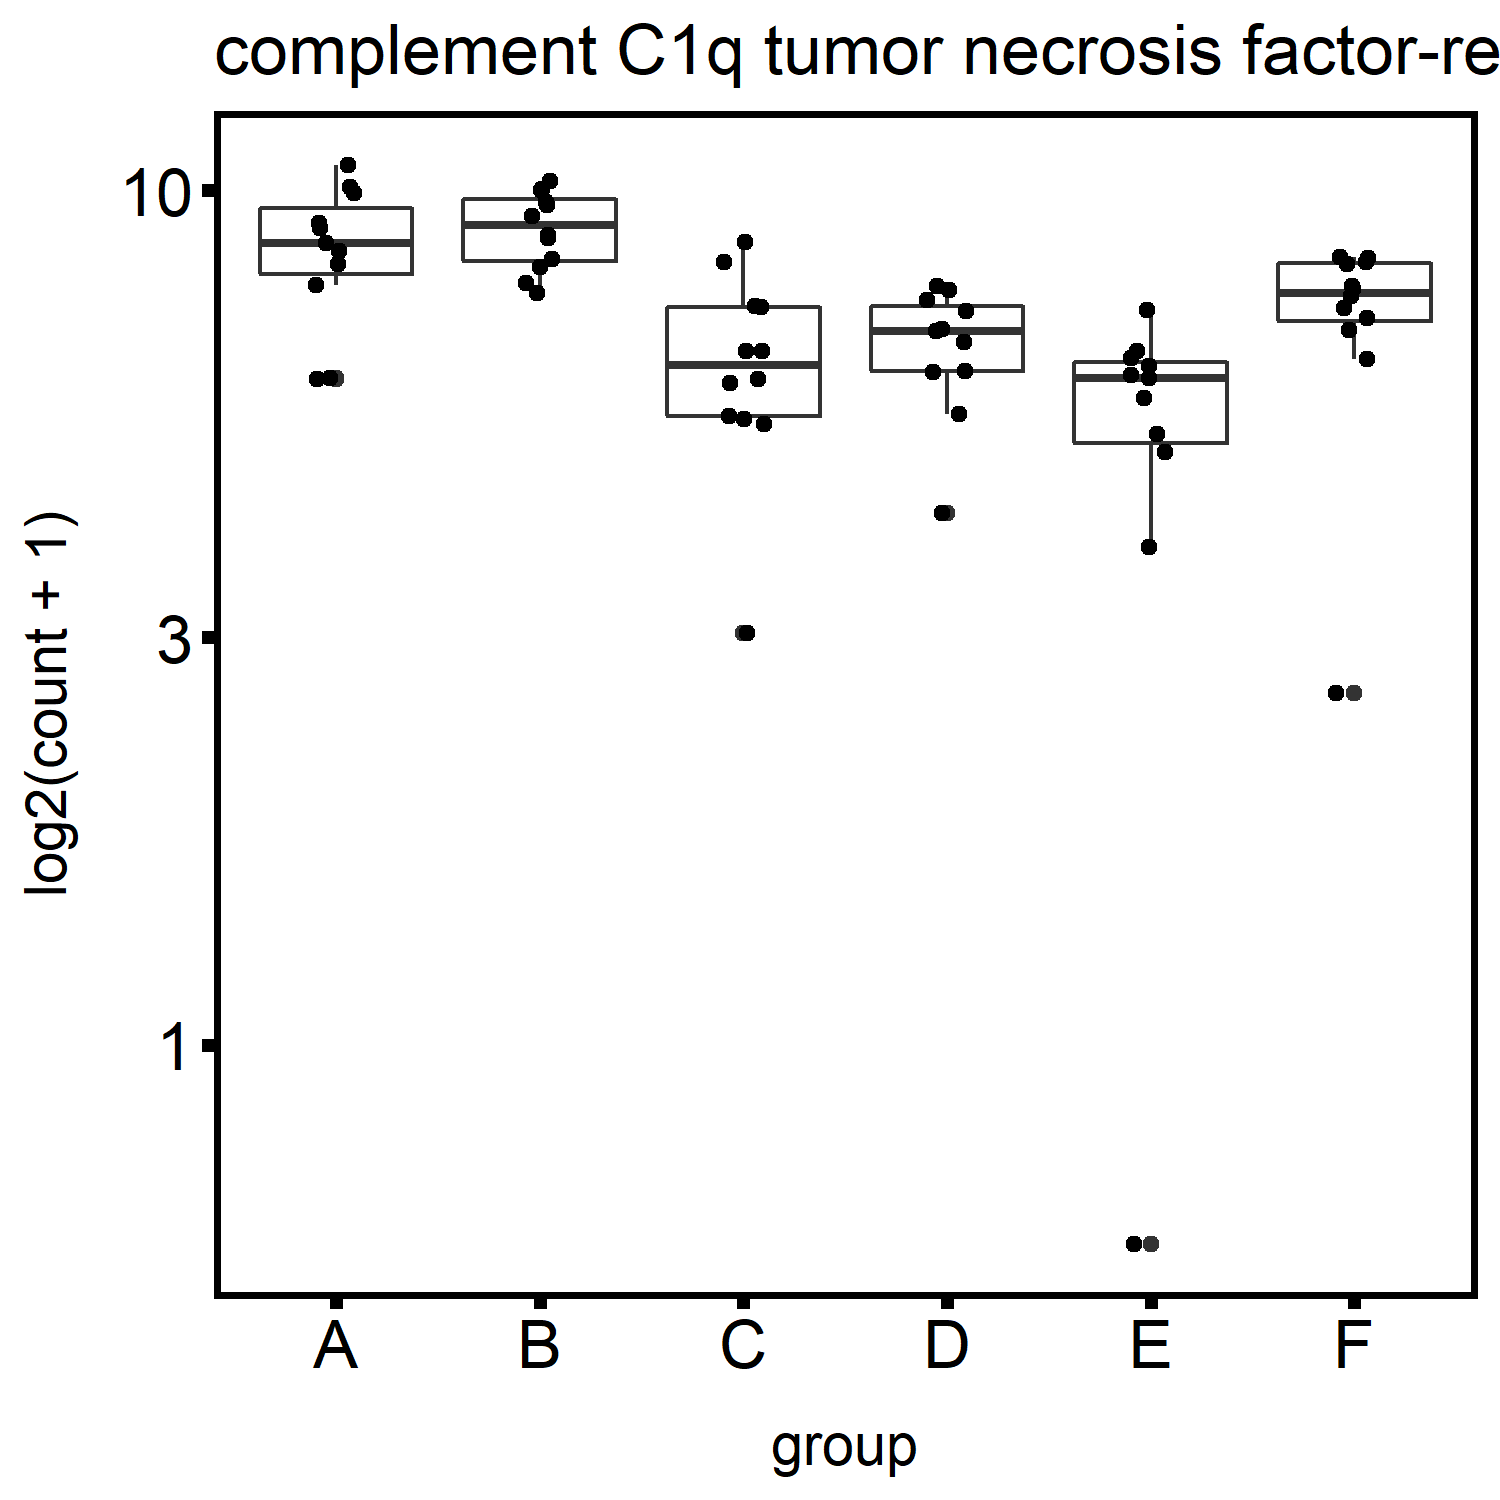 complement C1q tumor necrosis factor-re
10
3
1
log2(count + 1)
A B C D E F
group